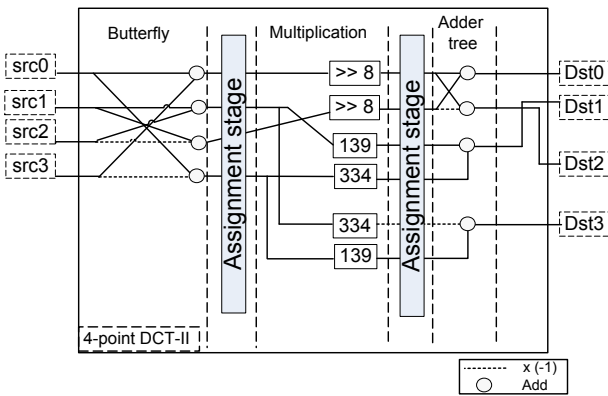 Butterfly
Multiplication
Adder
tree
src0
src1
src2
src3
Assignment stage
>> 8
>> 8
139
334
334
139
Assignment stage
Dst0
Dst1
Dst2
Dst3
4-point DCT-II
x (-1)
Add